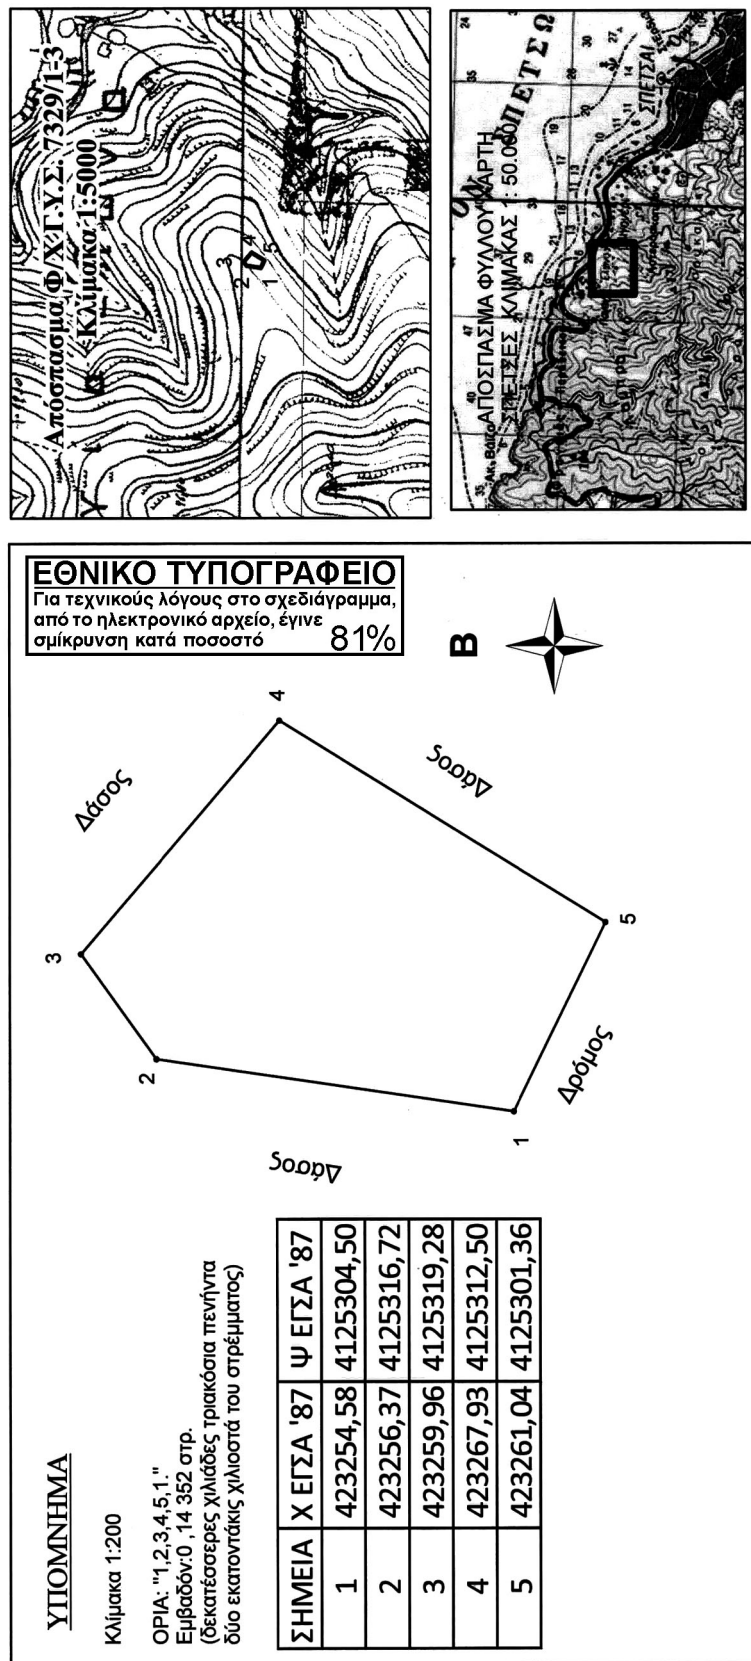 Απόσπασμα Φ.Χ.Γ.Υ.Σ. 7329/1-3
Κλίμακα 1:5000
3
2
4
1
5
ΑΠΟΣΠΑΣΜΑ ΦΥΛΛΟΥ ΧΑΡΤΗ
ΣΠΕΤΣΕΣ ΚΛΙΜΑΚΑΣ 1: 50.000
ΣΠΕΤΣΑΙ
ΕΘΝΙΚΟ ΤΥΠΟΓΡΑΦΕΙΟ
Για τεχνικούς λόγους στο σχεδιάγραμμα,
από το ηλεκτρονικό αρχείο, έγινε
σμίκρυνση κατά ποσοστό 81%
Β
Δάσος
3
4
Δάσος
2
5
1
Δρόμος
Δάσος
ΥΠΟΜΝΗΜΑ
Κλίμακα 1:200
ΟΡΙΑ: "1,2,3,4,5,1."
Εμβαδόν:0 ,14 352 στρ.
(δεκατέσσερες χιλιάδες τριακόσια πενήντα
δύο εκατοντάκις χιλιοστά του στρέμματος)
ΣΗΜΕΙΑ Χ ΕΓΣΑ '87 Ψ ΕΓΣΑ '87
1 423254,58 4125304,50
2 423256,37 4125316,72
3 423259,96 4125319,28
4 423267,93 4125312,50
5 423261,04 4125301,36